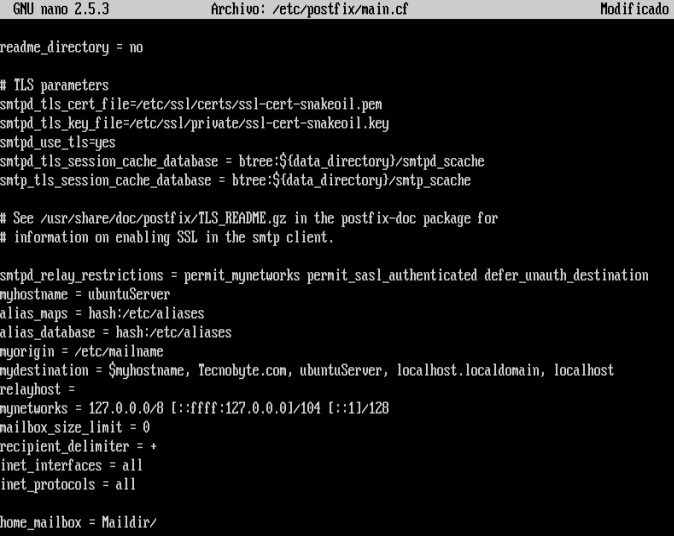 GNU nano 2.5.3 Archivo: /etc/postfix/main.cf Modificado
readme_directory = no
# TLS parameters
smtpd_tls_cert_file=/etc/ssl/certs/ssl-cert-snakeoil.pem
smtpd_tls_key_file=/etc/ssl/private/ssl-cert-snakeoil.key
smtpd_use_tls=yes
smtpd_tls_session_cache_database = btree:${data_directory}/smtpd_scache
smtp_tls_session_cache_database = btree:${data_directory}/smtp_scache
# See /usr/share/doc/postfix/TLS_README.gz in the postfix-doc package for
# information on enabling SSL in the smtp client.
smtpd_relay_restrictions = permit_mynetworks permit_sasl_authenticated defer_unauth_destination
myhostname = ubuntuServer
alias_maps = hash:/etc/aliases
alias_database = hash:/etc/aliases
myorigin = /etc/mailname
mydestination = $myhostname, Tecnobyte.com, ubuntuServer, localhost.localdomain, localhost
relayhost =
mynetworks = 127.0.0.0/8 [::ffff:127.0.0.0]/104 [::1]/128
mailbox_size_limit = 0
recipient_delimiter = +
inet_interfaces = all
inet_protocols = all
home_mailbox = Maildir/